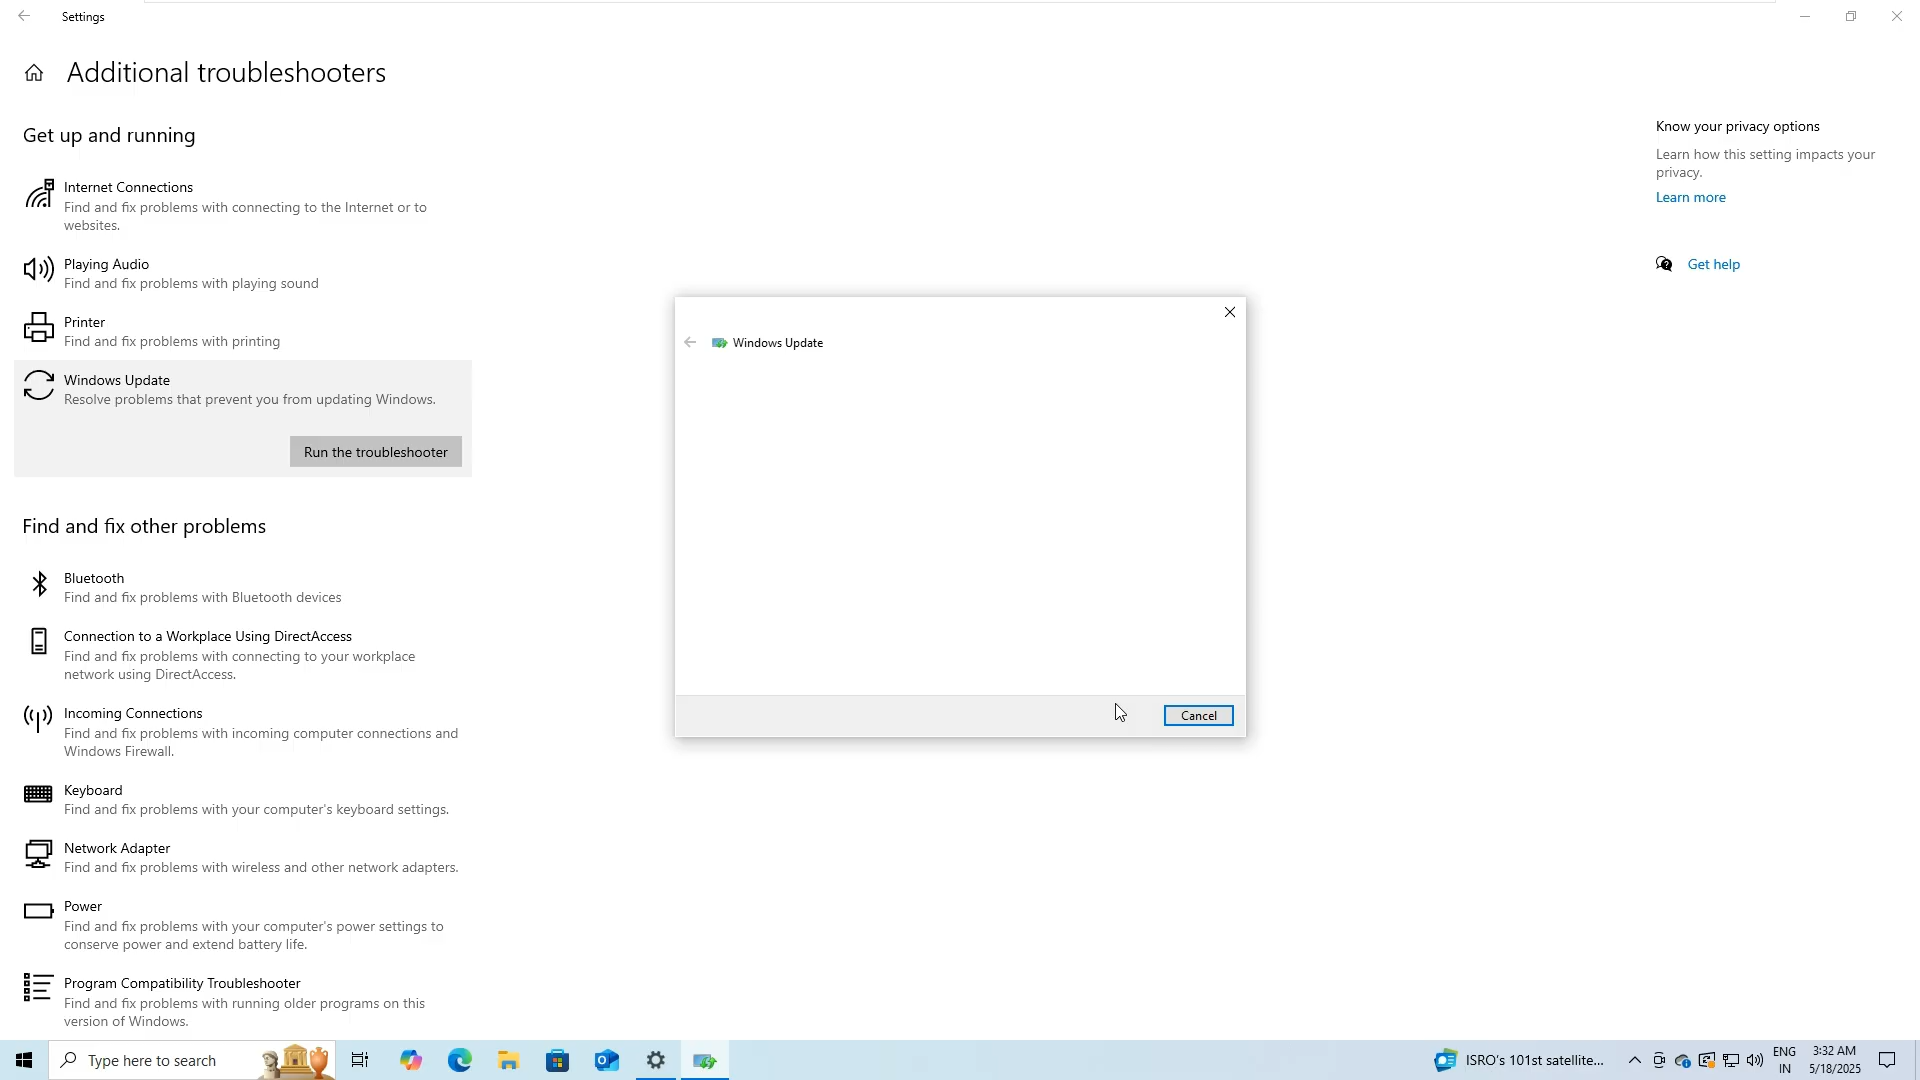 Settings
Additional troubleshooters
Get up and running
Internet Connections
Find and fix problems with connecting to the Internet or to
websites.
Playing Audio
Find and fix problems with playing sound
Printer
Find and fix problems with printing
Windows Update
Resolve problems that prevent you from updating Windows.
Run the troubleshooter
Find and fix other problems
Bluetooth
Find and fix problems with Bluetooth devices
Connection to a Workplace Using DirectAccess
Find and fix problems with connecting to your workplace
network using DirectAccess.
Incoming Connections
Find and fix problems with incoming computer connections and
Windows Firewall.
Keyboard
Find and fix problems with your computer's keyboard settings.
Network Adapter
Find and fix problems with wireless and other network adapters.
Power
Find and fix problems with your computer's power settings to
conserve power and extend battery life.
Program Compatibility Troubleshooter
Find and fix problems with running older programs on this
version of Windows.
Windows Update
Cancel
Know your privacy options
Learn how this setting impacts your
privacy.
Learn more
Get help
Type here to search
ISRO's 101st satellite...
ENG
IN
3:32 AM
5/18/2025